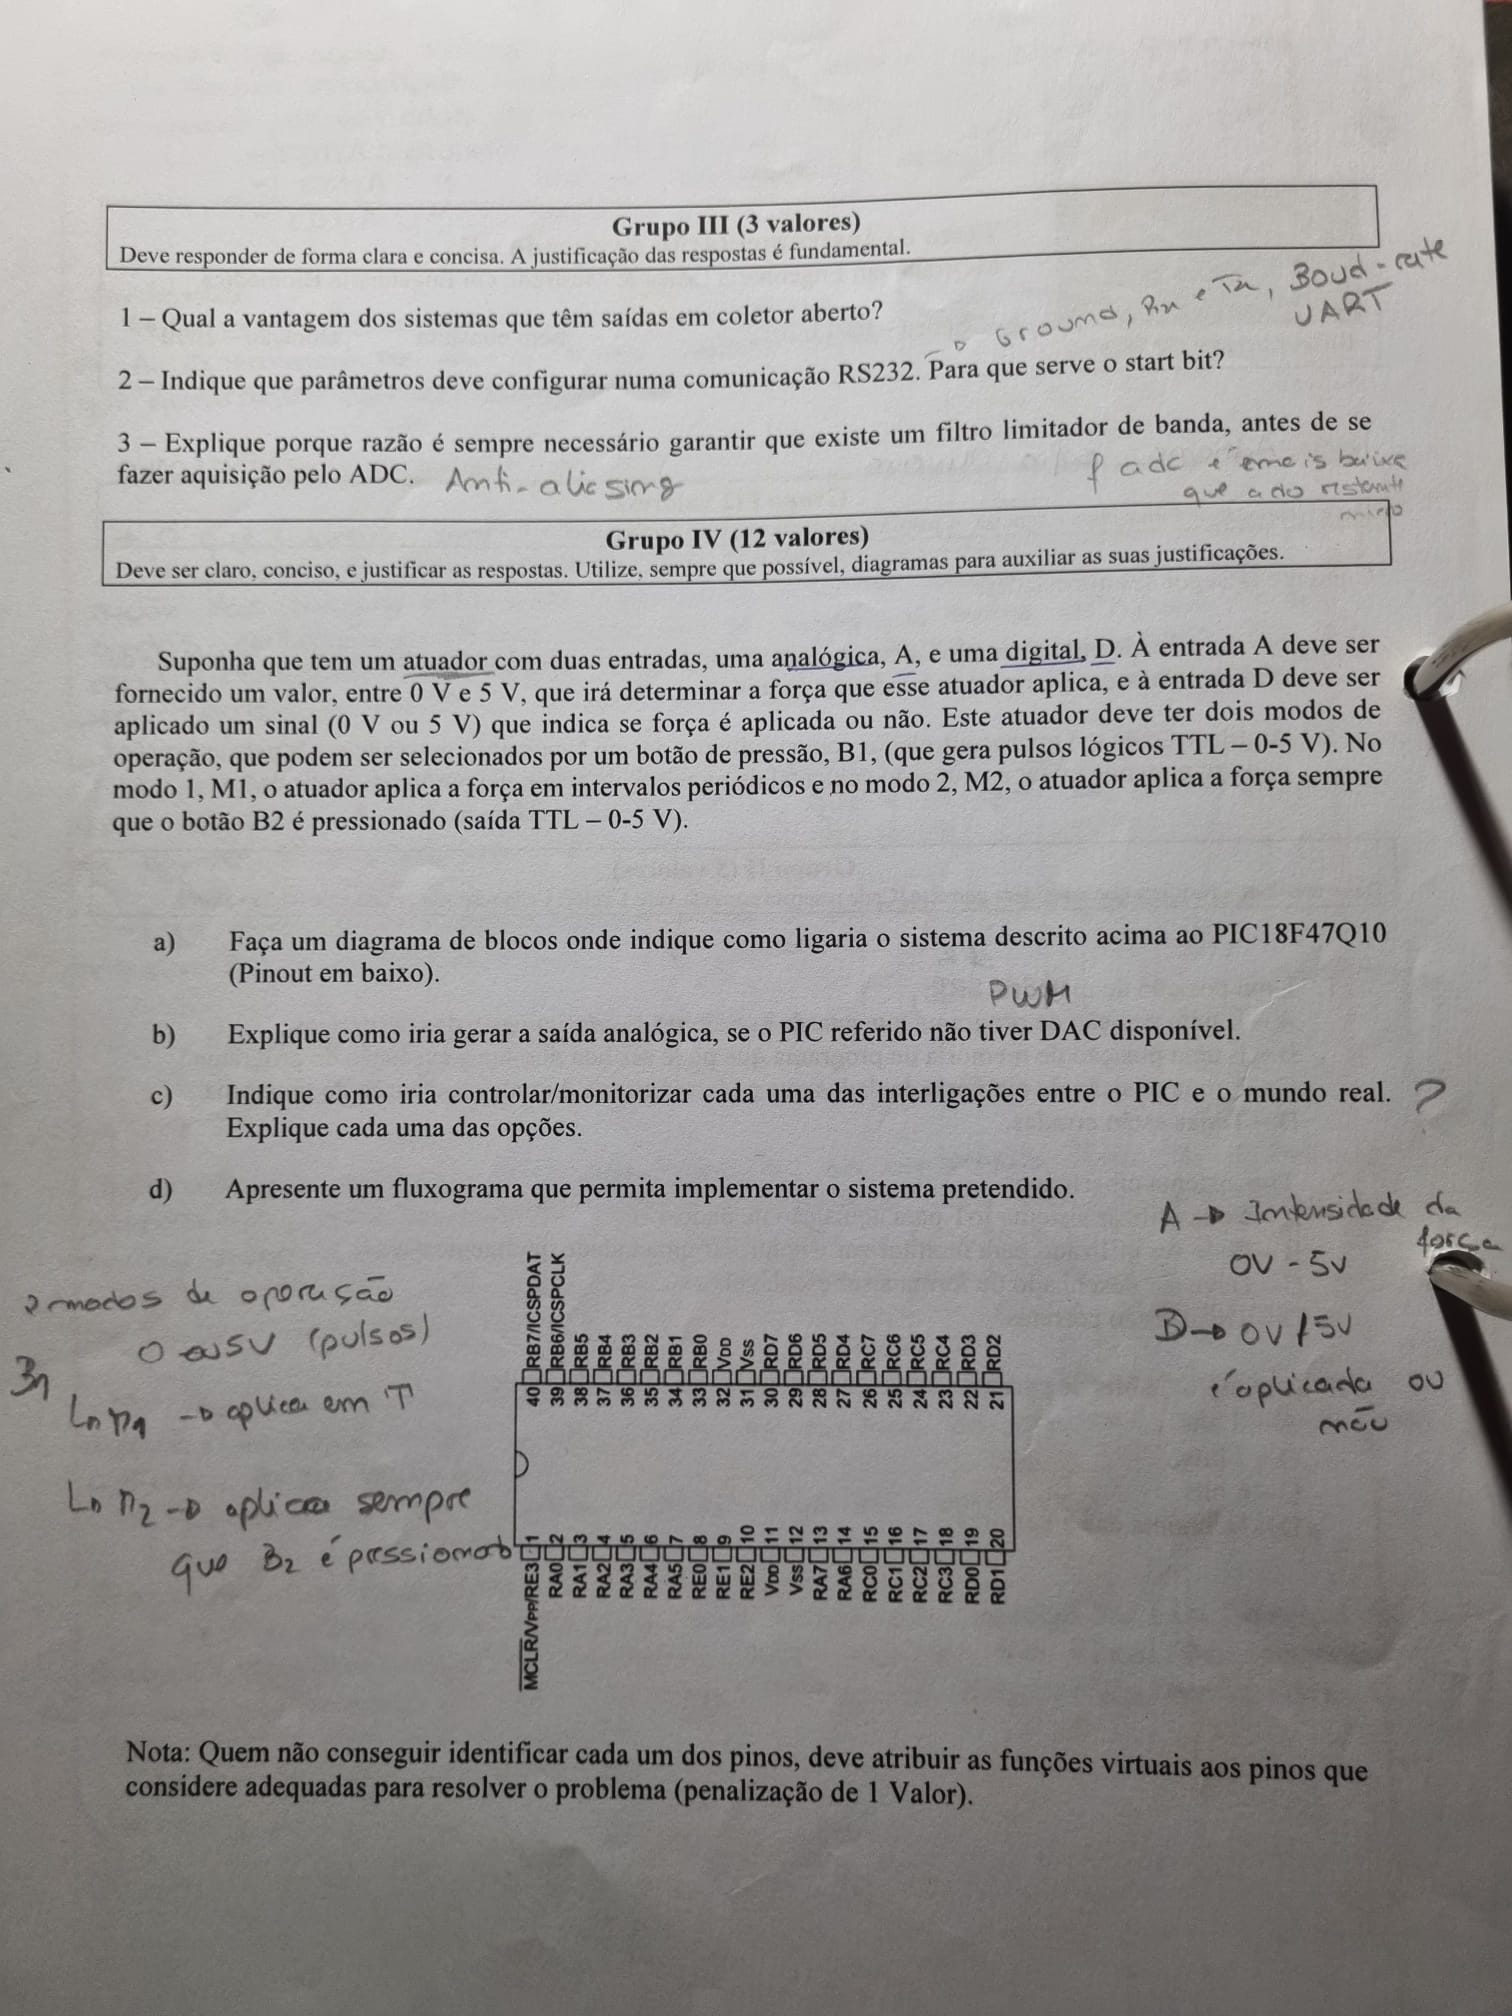 Grupo III (3 valores)
Deve responder de forma clara e concisa. A justificação das respostas é fundamental.
1 – Qual a vantagem dos sistemas que têm saídas em coletor aberto?
Ground, Rx e Tx, Boud-rate
UART
2 – Indique que parâmetros deve configurar numa comunicação RS232. Para que serve o start bit?
3 – Explique porque razão é sempre necessário garantir que existe um filtro limitador de banda, antes de se
fazer aquisição pelo ADC.
Anti-aliasing
f adc é mais baixa
que a do restante
Grupo IV (12 valores)
Deve ser claro, conciso, e justificar as respostas. Utilize, sempre que possível, diagramas para auxiliar as suas justificações.
Suponha que tem um atuador com duas entradas, uma analógica, A, e uma digital, D. À entrada A deve ser
fornecido um valor, entre 0 V e 5 V, que irá determinar a força que esse atuador aplica, e à entrada D deve ser
aplicado um sinal (0 V ou 5 V) que indica se força é aplicada ou não. Este atuador deve ter dois modos de
operação, que podem ser selecionados por um botão de pressão, B1, (que gera pulsos lógicos TTL – 0-5 V). No
modo 1, M1, o atuador aplica a força em intervalos periódicos e no modo 2, M2, o atuador aplica a força sempre
que o botão B2 é pressionado (saída TTL – 0-5 V).
a) Faça um diagrama de blocos onde indique como ligaria o sistema descrito acima ao PIC18F47Q10
(Pinout em baixo).
PWM
b) Explique como iria gerar a saída analógica, se o PIC referido não tiver DAC disponível.
c) Indique como iria controlar/monitorizar cada uma das interligações entre o PIC e o mundo real. ?
Explique cada uma das opções.
d) Apresente um fluxograma que permita implementar o sistema pretendido.
A → Intensidade da
força
0V - 5V
D → 0V / 5V
é aplicada ou
não
2 modos de operação
0 ou 5V (pulsos)
B1
↳ M1 → aplica em T
↳ M2 → aplica sempre
que B2 é pressionado
40 RB7/ICSPDAT
39 RB6/ICSPCLK
38 RB5
37 RB4
36 RB3
35 RB2
34 RB1
33 RB0
32 VDD
31 VSS
30 RD7
29 RD6
28 RD5
27 RD4
26 RC7
25 RC6
24 RC5
23 RC4
22 RD3
21 RD2
MCLR/VPP/RE3 1
RA0 2
RA1 3
RA2 4
RA3 5
RA4 6
RA5 7
RE0 8
RE1 9
RE2 10
VDD 11
VSS 12
RA7 13
RA6 14
RC0 15
RC1 16
RC2 17
RC3 18
RD0 19
RD1 20
Nota: Quem não conseguir identificar cada um dos pinos, deve atribuir as funções virtuais aos pinos que
considere adequadas para resolver o problema (penalização de 1 Valor).